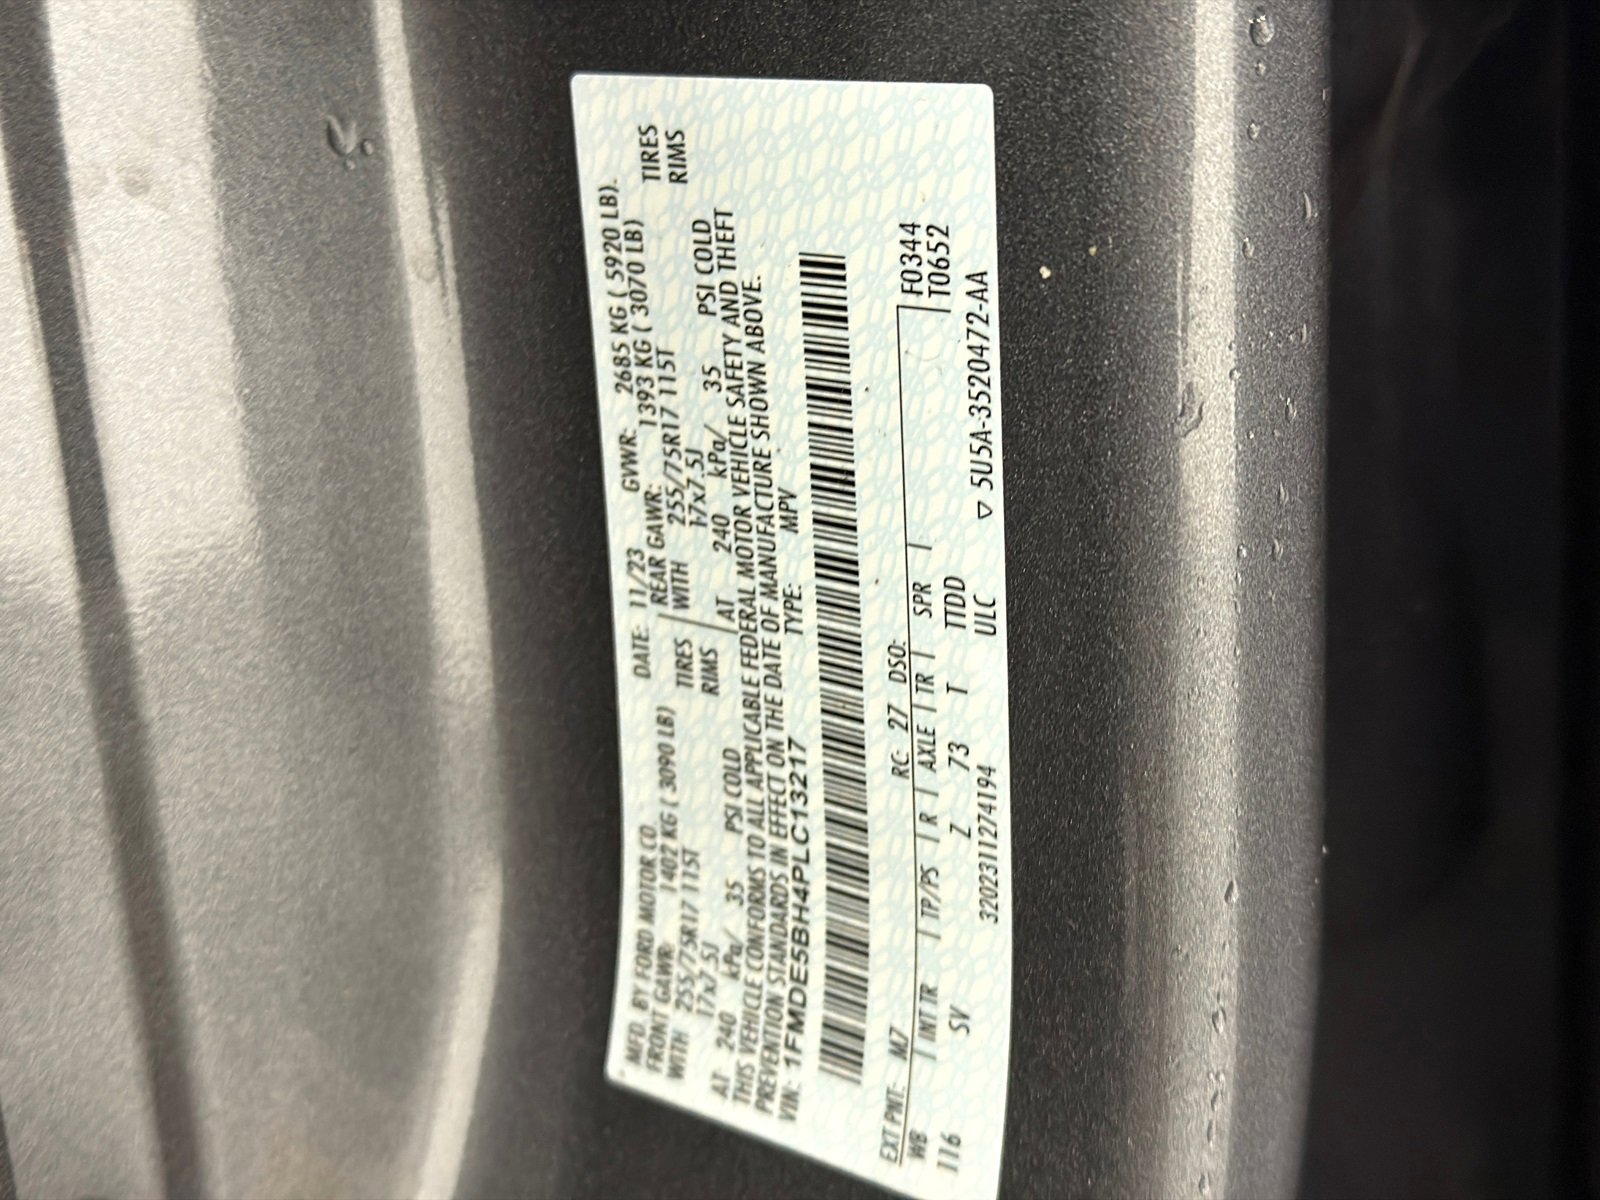 MFD. BY FORD MOTOR CO DATE: 11/23 GVWR: 2685 KG ( 5920 LB).
FRONT GAWR: 1402 KG ( 3090 LB) REAR GAWR: 1393 KG ( 3070 LB)
WITH 255/75R17 115T TIRES WITH 255/75R17 115T TIRES
17x7.5J RIMS 17x7.5J RIMS
AT 240 kPa/ 35 PSI COLD AT 240 kPa/ 35 PSI COLD
THIS VEHICLE CONFORMS TO ALL APPLICABLE FEDERAL MOTOR VEHICLE SAFETY AND THEFT
PREVENTION STANDARDS IN EFFECT ON THE DATE OF MANUFACTURE SHOWN ABOVE.
VIN: 1FMDE5BH4PLC13217 TYPE: MPV
EXT PNT: M7 RC: 27 DSO: F0344
WB INT TR TP/PS R AXLE TR SPR T0652
116 SV Z 73 T TTDD
320231127 4194 ULC ▽ 5U5A-3520472-AA